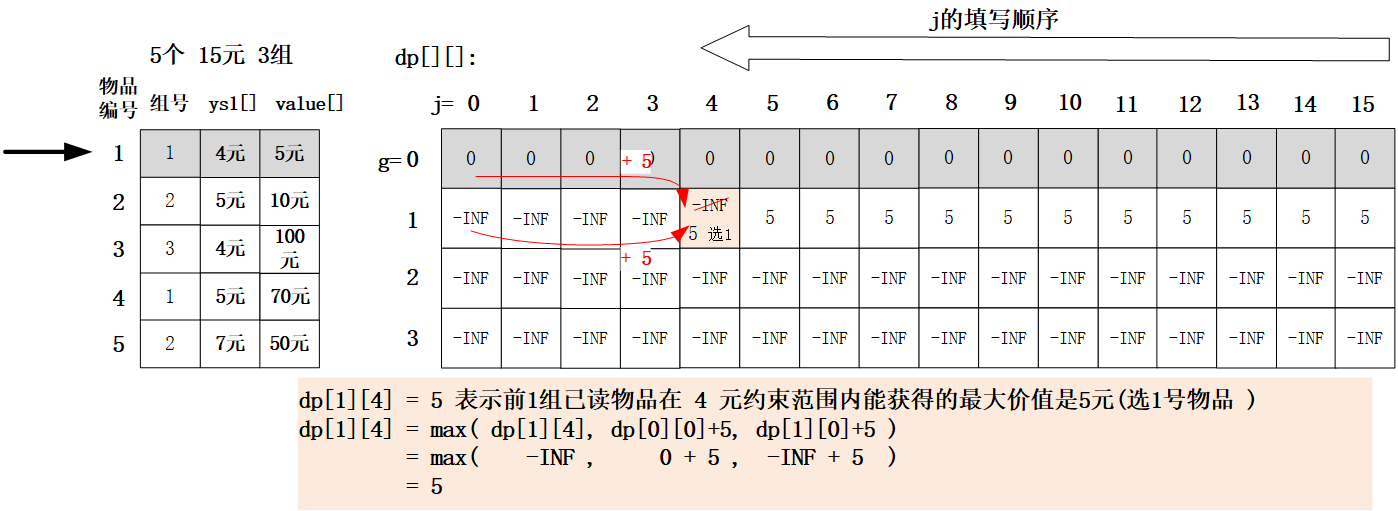 j的填写顺序
5个 15元 3组
dp[][]:
物品编号 组号 ys1[] value[]
j= 0 1 2 3 4 5 6 7 8 9 10 11 12 13 14 15
1 1 4元 5元
g= 0 0 0 0 + 5) 0 0 0 0 0 0 0 0 0 0 0 0
2 2 5元 10元
1 -INF -INF -INF -INF -INF 5 5 5 5 5 5 5 5 5 5 5
5 选1
3 3 4元 100元
+ 5
2 -INF -INF -INF -INF -INF -INF -INF -INF -INF -INF -INF -INF -INF -INF -INF -INF
4 1 5元 70元
5 2 7元 50元
3 -INF -INF -INF -INF -INF -INF -INF -INF -INF -INF -INF -INF -INF -INF -INF -INF
dp[1][4] = 5 表示前1组已读物品在 4 元约束范围内能获得的最大价值是5元(选1号物品 )
dp[1][4] = max( dp[1][4], dp[0][0]+5, dp[1][0]+5 )
= max( -INF , 0 + 5 , -INF + 5 )
= 5